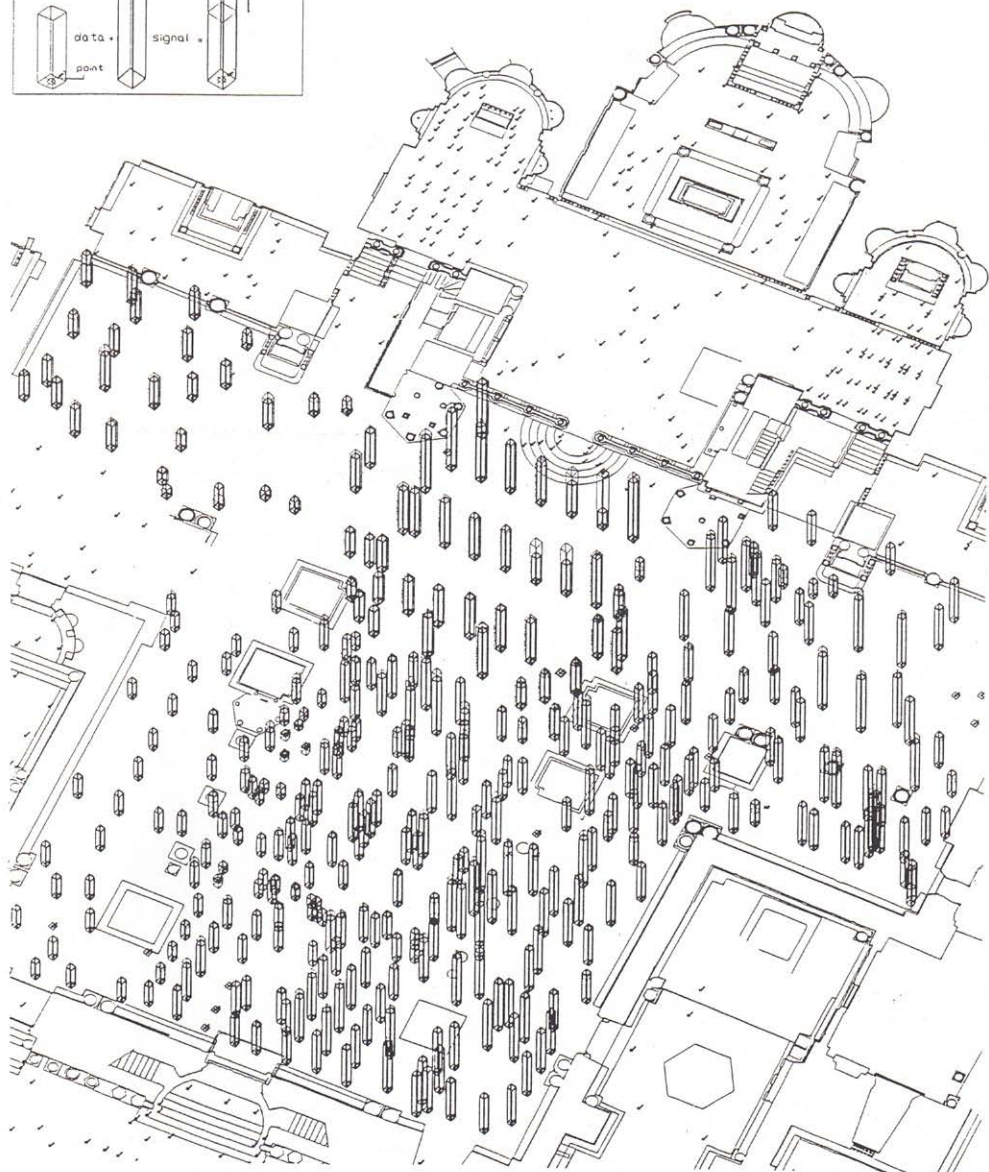 data + signal =
point